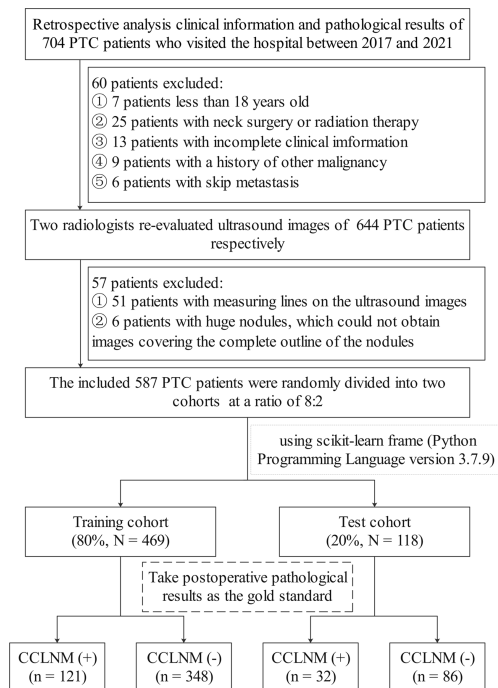 Retrospective analysis clinical information and pathological results of
704 PTC patients who visited the hospital between 2017 and 2021
60 patients excluded:
① 7 patients less than 18 years old
② 25 patients with neck surgery or radiation therapy
③ 13 patients with incomplete clinical imformation
④ 9 patients with a history of other malignancy
⑤ 6 patients with skip metastasis
Two radiologists re-evaluated ultrasound images of 644 PTC patients
respectively
57 patients excluded:
① 51 patients with measuring lines on the ultrasound images
② 6 patients with huge nodules, which could not obtain
images covering the complete outline of the nodules
The included 587 PTC patients were randomly divided into two
cohorts at a ratio of 8:2
using scikit-learn frame (Python
Programming Language version 3.7.9)
Training cohort
(80%, N = 469)
Test cohort
(20%, N = 118)
Take postoperative pathological
results as the gold standard
CCLNM (+)
(n = 121)
CCLNM (-)
(n = 348)
CCLNM (+)
(n = 32)
CCLNM (-)
(n = 86)